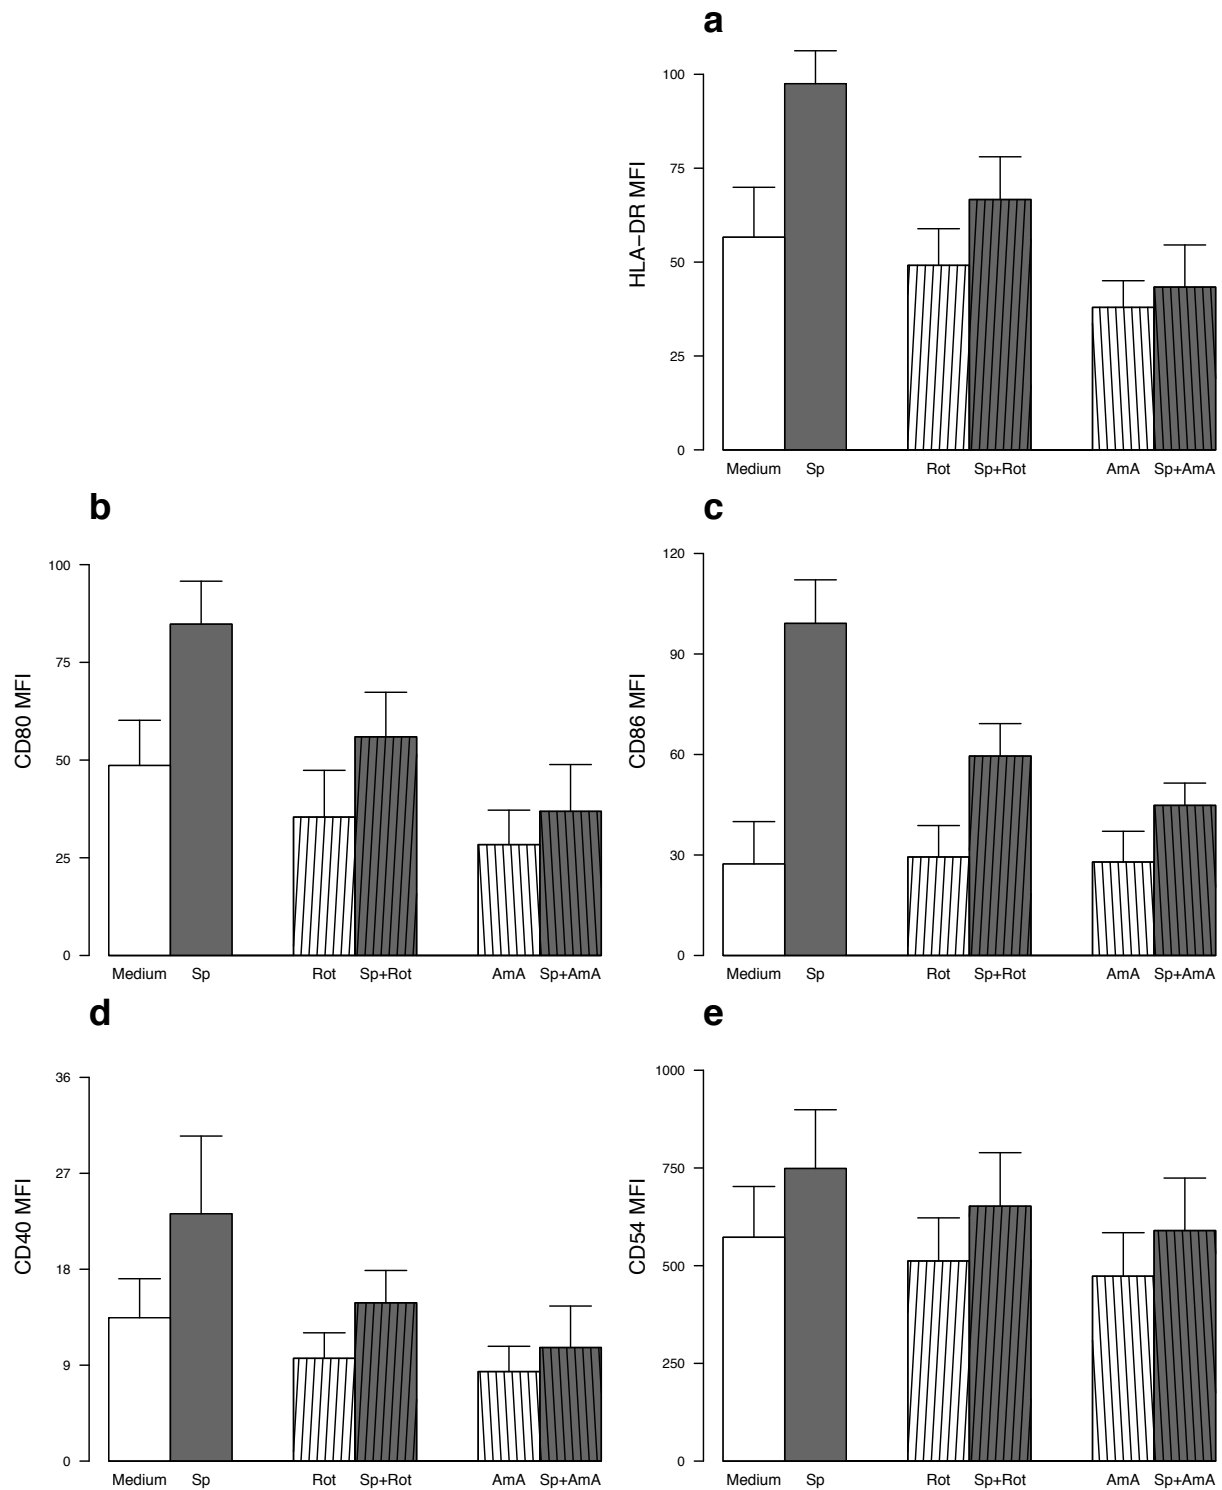 a
HLA−DR MFI
100
75
50
25
0
Medium Sp Rot Sp+Rot AmA Sp+AmA
b
CD80 MFI
100
75
50
25
0
Medium Sp Rot Sp+Rot AmA Sp+AmA
c
CD86 MFI
120
90
60
30
0
Medium Sp Rot Sp+Rot AmA Sp+AmA
d
CD40 MFI
36
27
18
9
0
Medium Sp Rot Sp+Rot AmA Sp+AmA
e
CD54 MFI
1000
750
500
250
0
Medium Sp Rot Sp+Rot AmA Sp+AmA